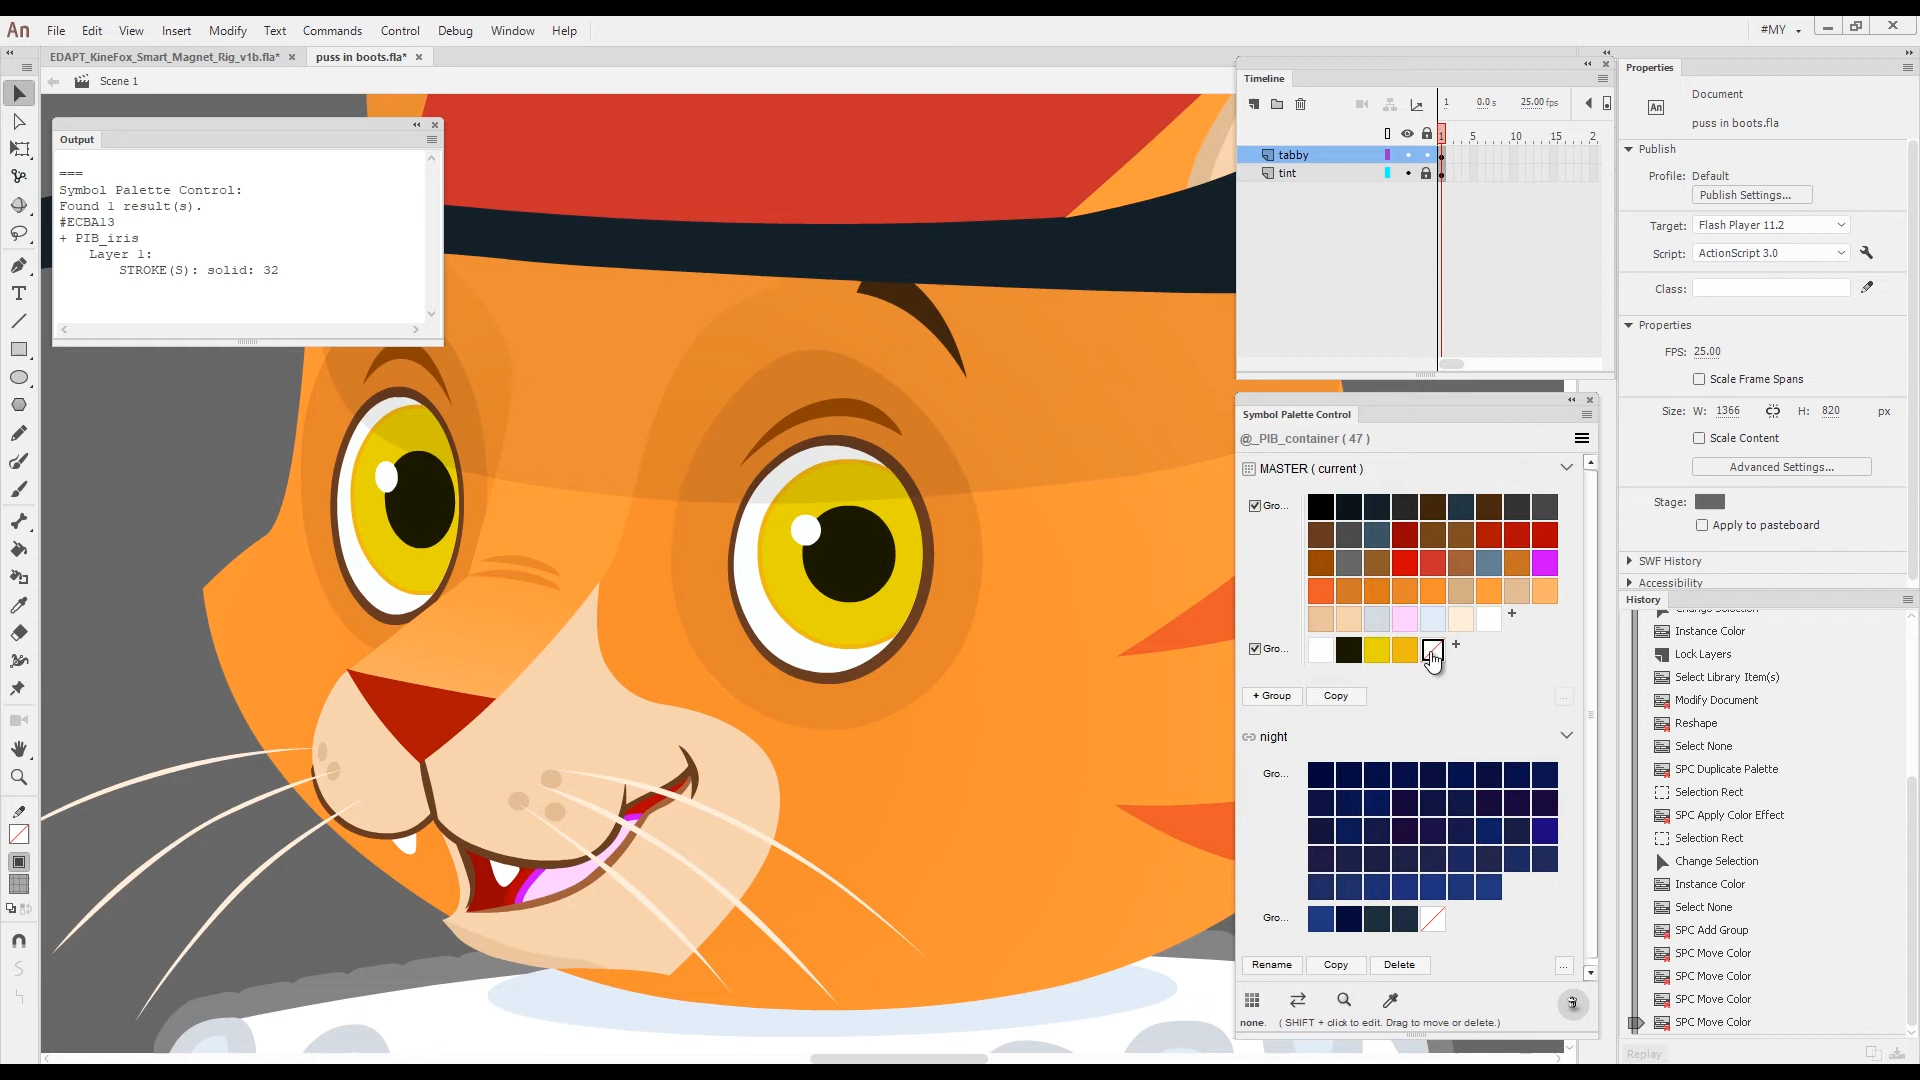 An File Edit View Insert Modify Text Commands Control Debug Window Help #MY
EDAPT_KineFox_Smart_Magnet_Rig_v1b.fla* puss in boots.fla*
Scene 1
Output
===
Symbol Palette Control:
Found 1 result(s).
#ECBA13
+ PIB_iris
Layer 1:
STROKE(S): solid: 32
Timeline
1 0.0 s 25.00 fps
1 5 10 15 2
tabby
tint
Symbol Palette Control
@_PIB_container ( 47 )
MASTER ( current )
Gro...
Gro...
+ Group Copy ...
night
Gro...
Gro...
Rename Copy Delete ...
none. ( SHIFT + click to edit. Drag to move or delete.)
Properties
An Document
puss in boots.fla
Publish
Profile: Default
Publish Settings...
Target: Flash Player 11.2
Script: ActionScript 3.0
Class:
Properties
FPS: 25.00
Scale Frame Spans
Size: W: 1366 H: 820 px
Scale Content
Advanced Settings...
Stage:
Apply to pasteboard
SWF History
Accessibility
History
Change Selection
Instance Color
Lock Layers
Select Library Item(s)
Modify Document
Reshape
Select None
SPC Duplicate Palette
Selection Rect
SPC Apply Color Effect
Selection Rect
Change Selection
Instance Color
Select None
SPC Add Group
SPC Move Color
SPC Move Color
SPC Move Color
SPC Move Color
Replay